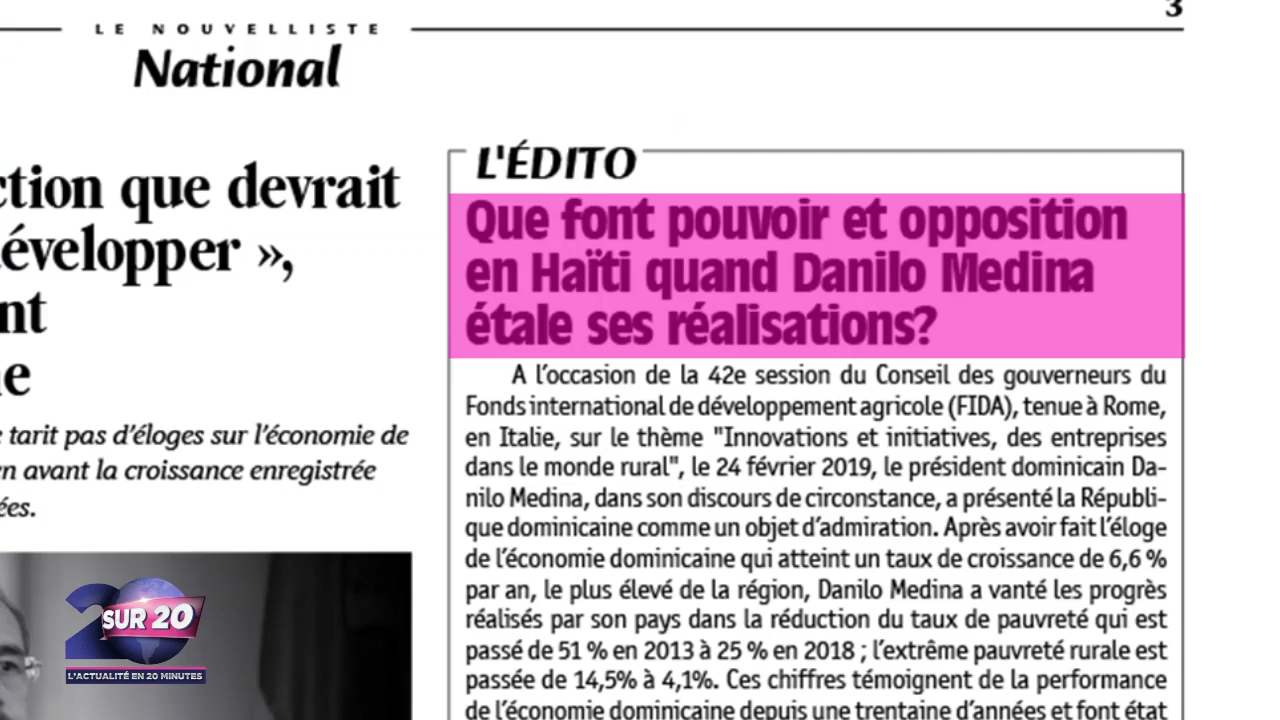 3
LE NOUVELLISTE
National
ction que devrait
évelopper »,
nt
e
tarit pas d'éloges sur l'économie de
en avant la croissance enregistrée
ées.
L'ÉDITO
Que font pouvoir et opposition
en Haïti quand Danilo Medina
étale ses réalisations?
A l'occasion de la 42e session du Conseil des gouverneurs du
Fonds international de développement agricole (FIDA), tenue à Rome,
en Italie, sur le thème "Innovations et initiatives, des entreprises
dans le monde rural", le 24 février 2019, le président dominicain Da-
nilo Medina, dans son discours de circonstance, a présenté la Républi-
que dominicaine comme un objet d'admiration. Après avoir fait l'éloge
de l'économie dominicaine qui atteint un taux de croissance de 6,6 %
par an, le plus élevé de la région, Danilo Medina a vanté les progrès
réalisés par son pays dans la réduction du taux de pauvreté qui est
passé de 51 % en 2013 à 25 % en 2018 ; l'extrême pauvreté rurale est
passée de 14,5% à 4,1%. Ces chiffres témoignent de la performance
de l'économie dominicaine depuis une trentaine d'années et font état
20
SUR 20
L'ACTUALITÉ EN 20 MINUTES